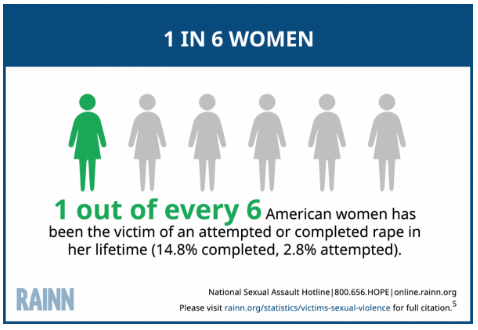 1 IN 6 WOMEN
1 out of every 6 American women has
been the victim of an attempted or completed rape in
her lifetime (14.8% completed, 2.8% attempted).
RAINN
National Sexual Assault Hotline|800.656.HOPE|online.rainn.org
Please visit rainn.org/statistics/victims-sexual-violence for full citation.5